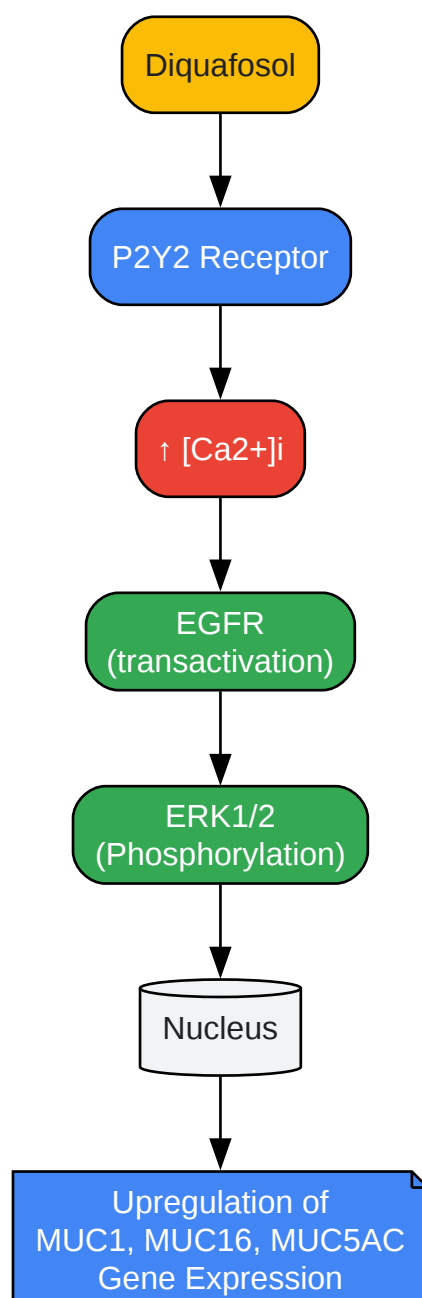 Diquafosol
P2Y2 Receptor
↑ [Ca2+]i
EGFR
(transactivation)
ERK1/2
(Phosphorylation)
Nucleus
Upregulation of
MUC1, MUC16, MUC5AC
Gene Expression